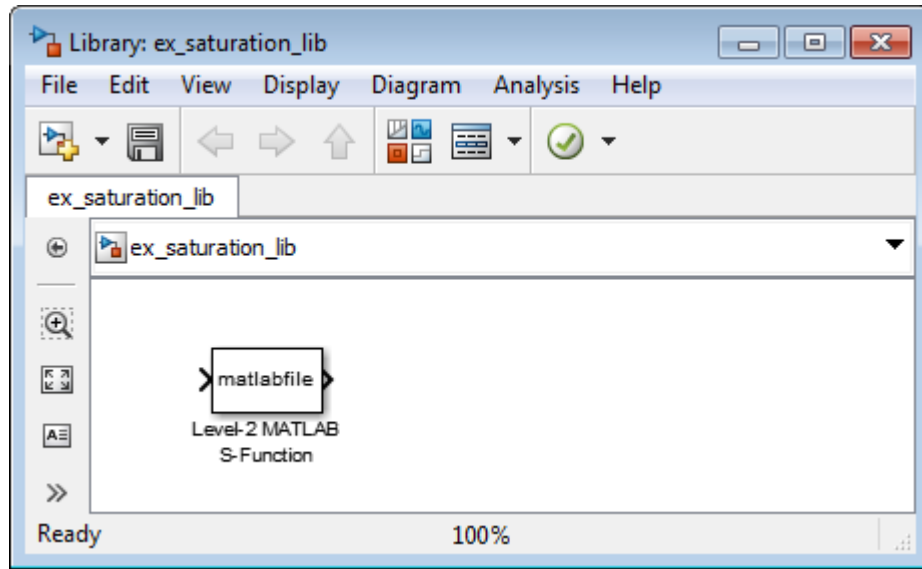 Library: ex_saturation_lib
File Edit View Display Diagram Analysis Help
ex_saturation_lib
ex_saturation_lib
matlabfile
Level-2 MATLAB
S-Function
Ready 100%